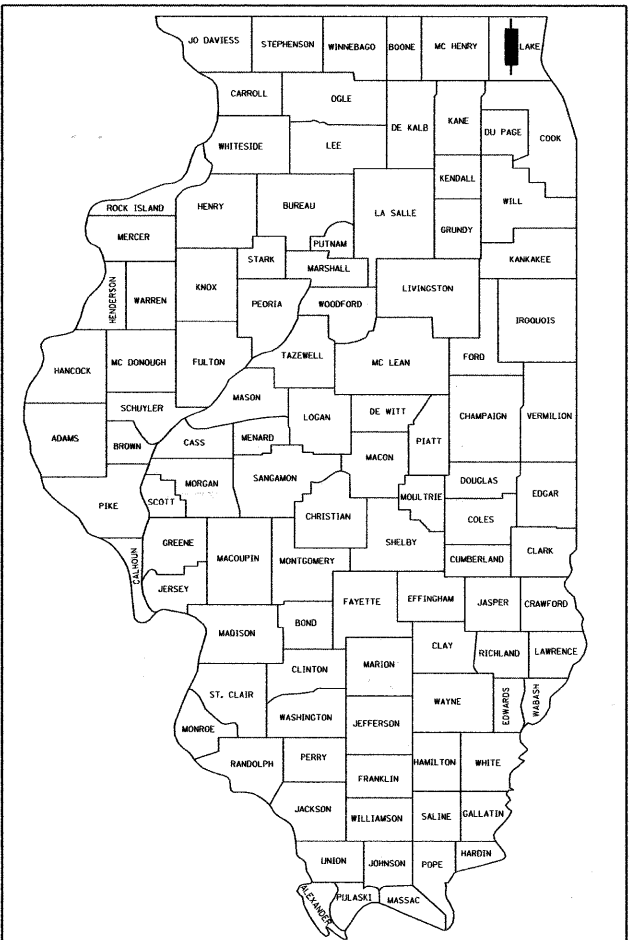 JO DAVIESS STEPHENSON WINNEBAGO BOONE MC HENRY LAKE
CARROLL OGLE DE KALB KANE DU PAGE COOK
WHITESIDE LEE
KENDALL
ROCK ISLAND HENRY BUREAU LA SALLE GRUNDY WILL
MERCER PUTNAM
STARK MARSHALL KANKAKEE
HENDERSON WARREN KNOX PEORIA WOODFORD LIVINGSTON IROQUOIS
HANCOCK MC DONOUGH FULTON TAZEWELL MC LEAN FORD
SCHUYLER MASON LOGAN DE WITT CHAMPAIGN VERMILION
ADAMS BROWN CASS MENARD MACON PIATT
PIKE SCOTT MORGAN SANGAMON MOULTRIE DOUGLAS EDGAR
CHRISTIAN COLES
CALHOUN GREENE MACOUPIN MONTGOMERY SHELBY CUMBERLAND CLARK
JERSEY FAYETTE EFFINGHAM JASPER CRAWFORD
MADISON BOND
CLINTON MARION CLAY RICHLAND LAWRENCE
ST. CLAIR WAYNE EDWARDS WABASH
MONROE WASHINGTON JEFFERSON
RANDOLPH PERRY HAMILTON WHITE
FRANKLIN
JACKSON WILLIAMSON SALINE GALLATIN
UNION JOHNSON POPE HARDIN
ALEXANDER PULASKI MASSAC